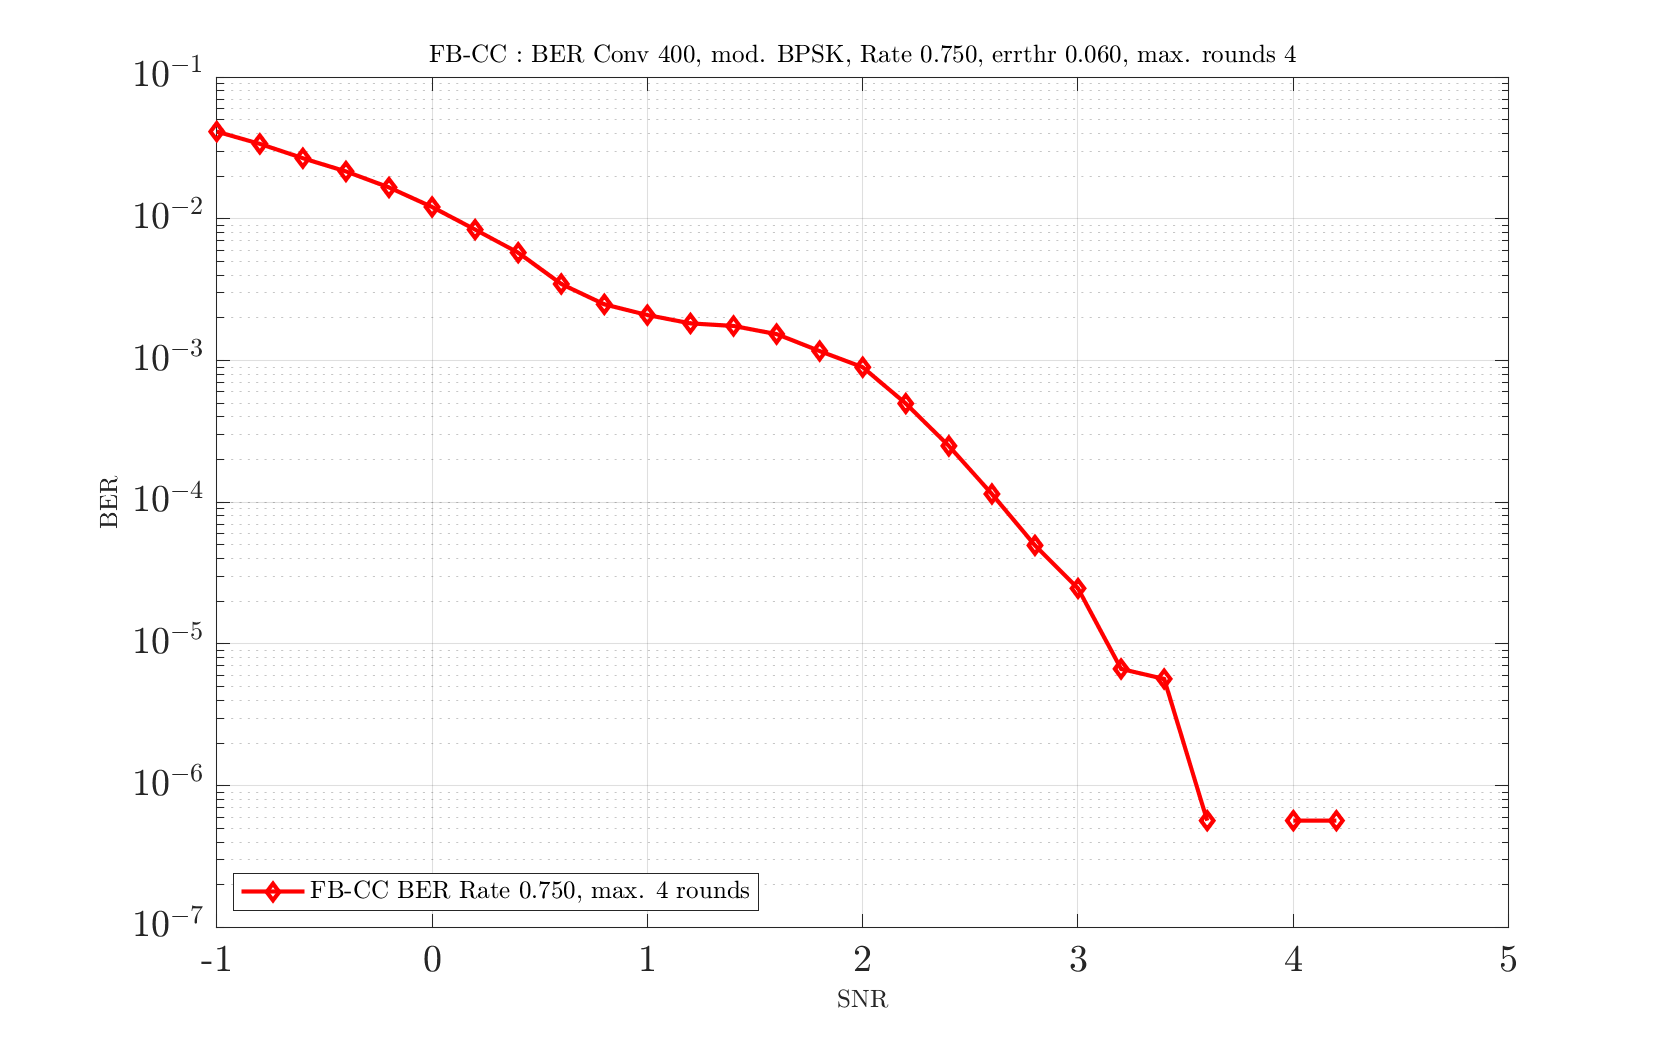 FB-CC : BER Conv 400, mod. BPSK, Rate 0.750, errthr 0.060, max. rounds 4
10⁻¹
10⁻²
10⁻³
10⁻⁴
10⁻⁵
10⁻⁶
10⁻⁷
BER
FB-CC BER Rate 0.750, max. 4 rounds
-1 0 1 2 3 4 5
SNR